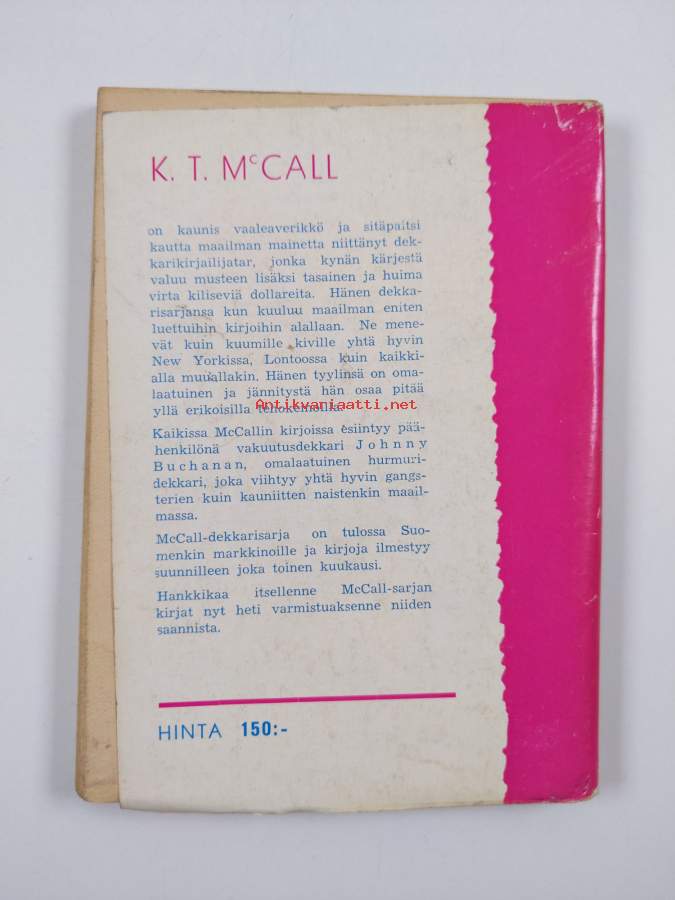 K. T. McCALL
on kaunis vaaleaverikkö ja sitäpaitsi
kautta maailman mainetta niittänyt dek-
karikirjailijatar, jonka kynän kärjestä
valuu musteen lisäksi tasainen ja huima
virta kiliseviä dollareita. Hänen dekka-
risarjansa kun kuuluu maailman eniten
luettuihin kirjoihin alallaan. Ne mene-
vät kuin kuumille kiville yhtä hyvin
New Yorkissa, Lontoossa kuin kaikki-
alla muuallakin. Hänen tyylinsä on oma-
laatuinen ja jännitystä hän osaa pitää
yllä erikoisilla tehokeinoilla.
Antikvariaatti.net
Kaikissa McCallin kirjoissa esiintyy pää-
henkilönä vakuutusdekkari Johnny
Buchanan, omalaatuinen hurmuri-
dekkari, joka viihtyy yhtä hyvin gangs-
terien kuin kauniitten naistenkin maail-
massa.
McCall-dekkarisarja on tulossa Suo-
menkin markkinoille ja kirjoja ilmestyy
suunnilleen joka toinen kuukausi.
Hankkikaa itsellenne McCall-sarjan
kirjat nyt heti varmistuaksenne niiden
saannista.
HINTA 150:-